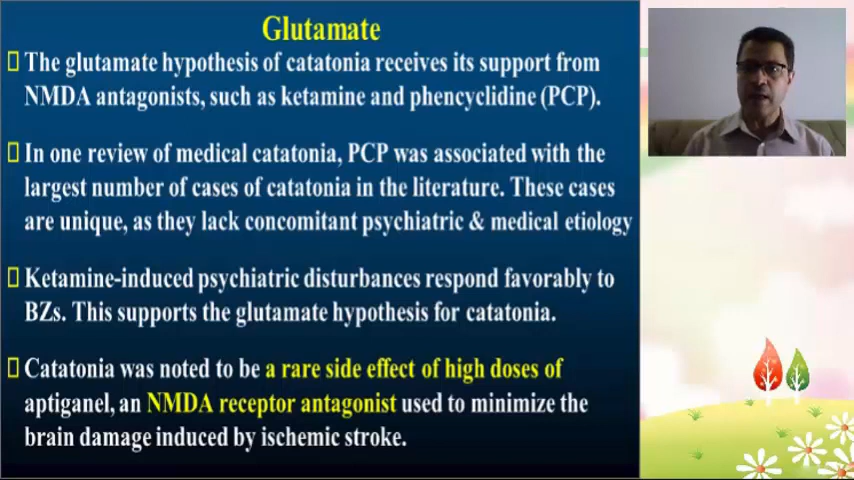 Glutamate
The glutamate hypothesis of catatonia receives its support from
NMDA antagonists, such as ketamine and phencyclidine (PCP).
In one review of medical catatonia, PCP was associated with the
largest number of cases of catatonia in the literature. These cases
are unique, as they lack concomitant psychiatric & medical etiology
Ketamine-induced psychiatric disturbances respond favorably to
BZs. This supports the glutamate hypothesis for catatonia.
Catatonia was noted to be a rare side effect of high doses of
aptiganel, an NMDA receptor antagonist used to minimize the
brain damage induced by ischemic stroke.